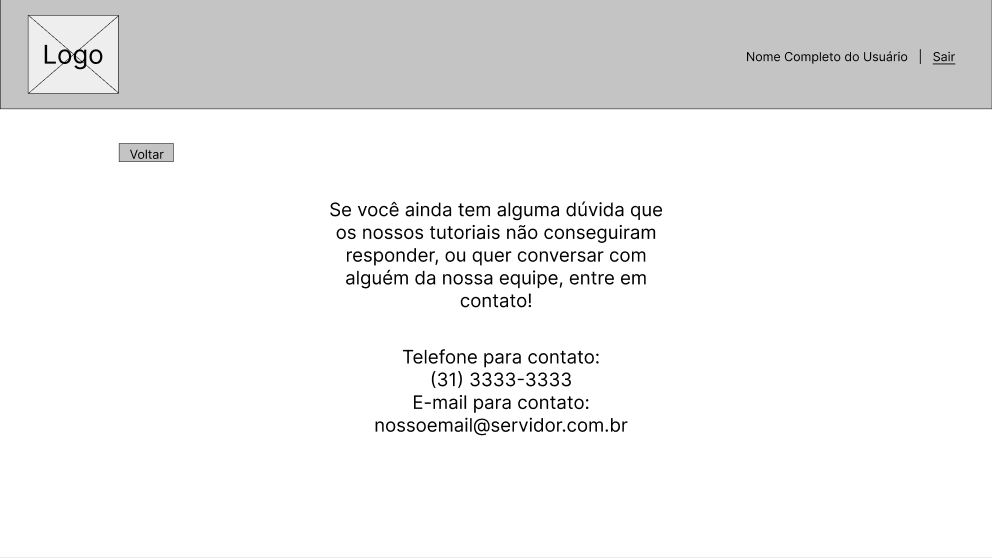 Logo
Nome Completo do Usuário | Sair
Voltar
Se você ainda tem alguma dúvida que
os nossos tutoriais não conseguiram
responder, ou quer conversar com
alguém da nossa equipe, entre em
contato!
Telefone para contato:
(31) 3333-3333
E-mail para contato:
nossoemail@servidor.com.br